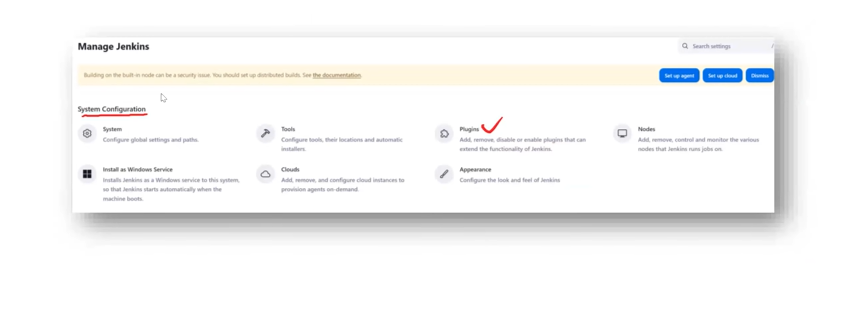 Manage Jenkins
Search settings
Building on the built-in node can be a security issue. You should set up distributed builds. See the documentation.
Set up agent
Set up cloud
Dismiss
System Configuration
System
Configure global settings and paths.
Tools
Configure tools, their locations and automatic
installers.
Plugins
Add, remove, disable or enable plugins that can
extend the functionality of Jenkins.
Nodes
Add, remove, control and monitor the various
nodes that Jenkins runs jobs on.
Install as Windows Service
Installs Jenkins as a Windows service to this system,
so that Jenkins starts automatically when the
machine boots.
Clouds
Add, remove, and configure cloud instances to
provision agents on-demand.
Appearance
Configure the look and feel of Jenkins